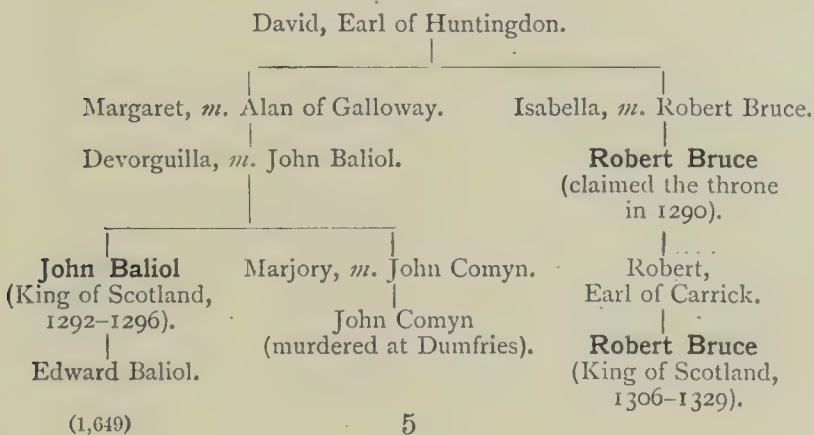 David, Earl of Huntingdon.
Margaret, m. Alan of Galloway.
Isabella, m. Robert Bruce.
Devorguilla, m. John Baliol.
Robert Bruce
(claimed the throne
in 1290).
John Baliol
(King of Scotland,
1292–1296).
Marjory, m. John Comyn.
Robert,
Earl of Carrick.
John Comyn
(murdered at Dumfries).
Edward Baliol.
Robert Bruce
(King of Scotland,
1306–1329).
(1,649)
5